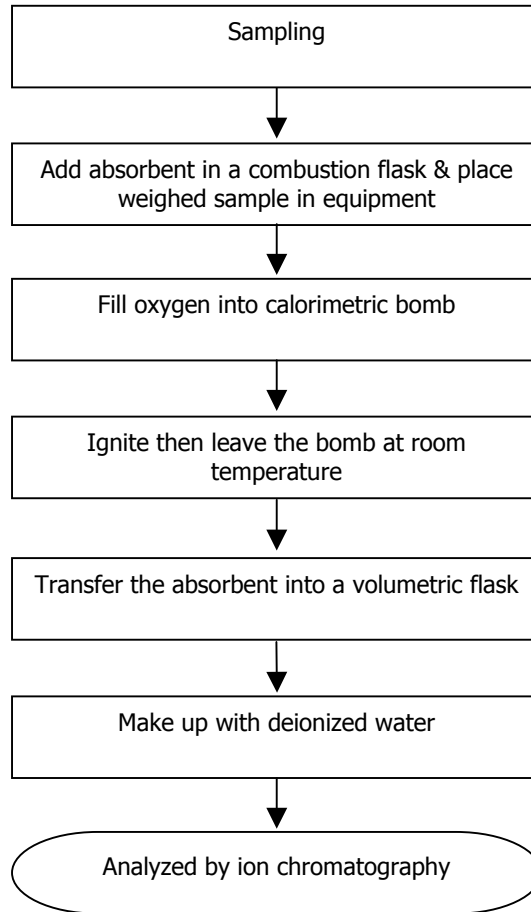 Sampling
Add absorbent in a combustion flask & place
weighed sample in equipment
Fill oxygen into calorimetric bomb
Ignite then leave the bomb at room
temperature
Transfer the absorbent into a volumetric flask
Make up with deionized water
Analyzed by ion chromatography